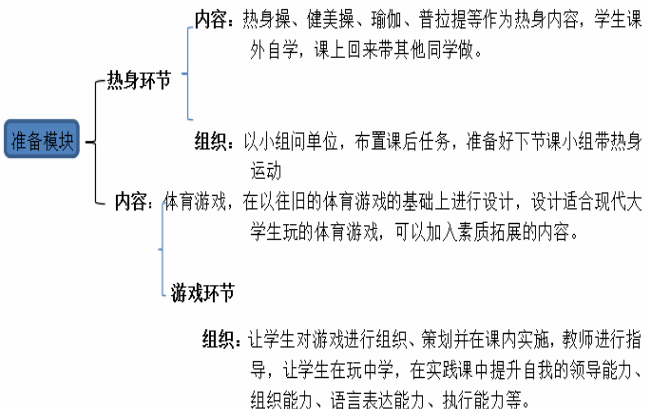 内容：热身操、健美操、瑜伽、普拉提等作为热身内容，学生课
外自学，课上回来带其他同学做。
热身环节
准备模块
组织：以小组问单位，布置课后任务，准备好下节课小组带热身
运动
内容：体育游戏，在以往旧的体育游戏的基础上进行设计，设计适合现代大
学生玩的体育游戏，可以加入素质拓展的内容。
游戏环节
组织：让学生对游戏进行组织、策划并在课内实施，教师进行指
导，让学生在玩中学，在实践课中提升自我的领导能力、
组织能力、语言表达能力、执行能力等。